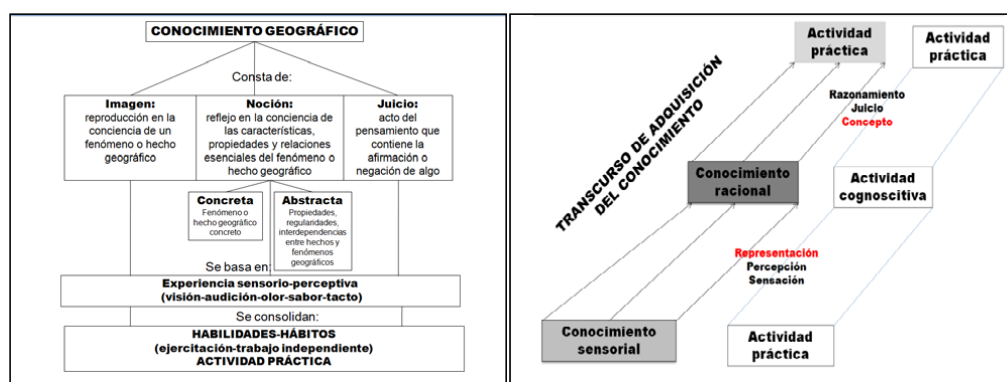 CONOCIMIENTO GEOGRÁFICO
Consta de:
Imagen:
reproducción en la
conciencia de un
fenómeno o hecho
geográfico
Noción:
reflejo en la conciencia de
las características,
propiedades y relaciones
esenciales del fenómeno o
hecho geográfico
Juicio:
acto del
pensamiento que
contiene la
afirmación o
negación de algo
Concreta
Fenómeno o
hecho geográfico
concreto
Abstracta
Propiedades,
regularidades,
interdependencias
entre hechos y
fenómenos
geográficos
Se basa en:
Experiencia sensorio-perceptiva
(visión-audición-olor-sabor-tacto)
Se consolidan:
HABILIDADES-HÁBITOS
(ejercitación-trabajo independiente)
ACTIVIDAD PRÁCTICA
TRANSCURSO DE ADQUISICIÓN
DEL CONOCIMIENTO
Actividad
práctica
Actividad
práctica
Razonamiento
Juicio
Concepto
Conocimiento
racional
Actividad
cognoscitiva
Representación
Percepción
Sensación
Conocimiento
sensorial
Actividad
práctica